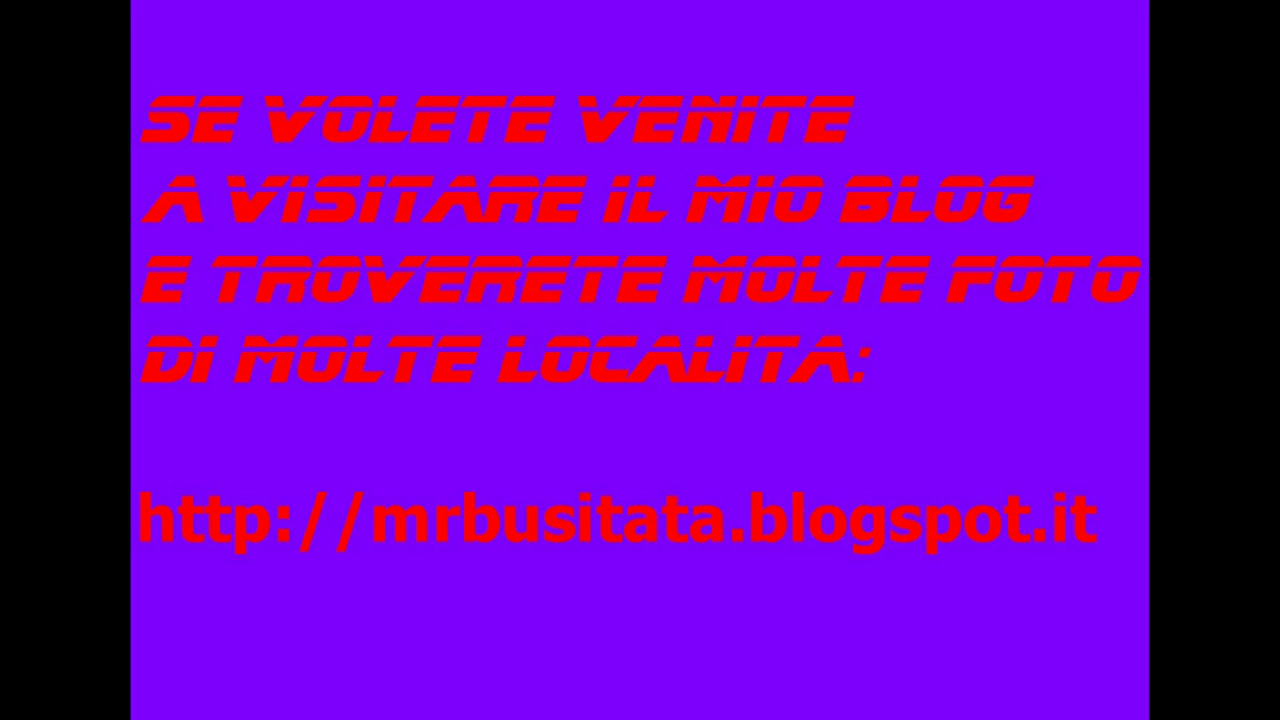 SE VOLETE VENITE
A VISITARE IL MIO BLOG
E TROVERETE MOLTE FOTO
DI MOLTE LOCALITA:
http://mrbusitata.blogspot.it